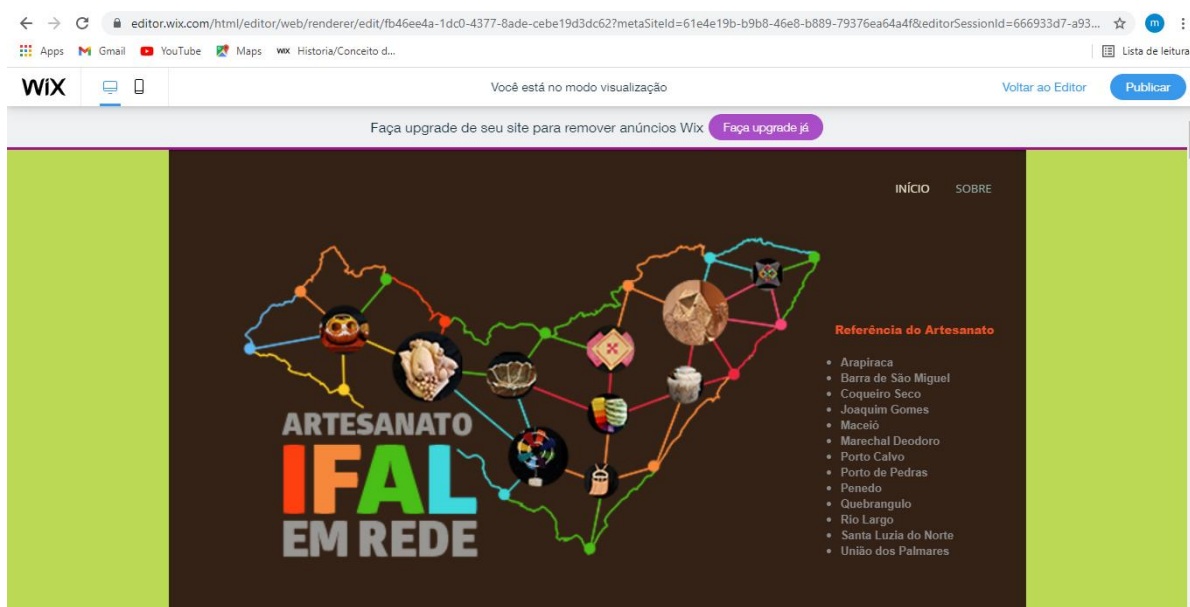 editor.wix.com/html/editor/web/renderer/edit/fb46ee4a-1dc0-4377-8ade-cebe19d3dc62?metaSiteId=61e4e19b-b9b8-46e8-b889-79376ea64a4f&editorSessionId=666933d7-a93... m
Apps Gmail YouTube Maps WiX Historia/Conceito d... Lista de leitura
WiX Você está no modo visualização Voltar ao Editor Publicar
Faça upgrade de seu site para remover anúncios Wix Faça upgrade já
INÍCIO SOBRE
Referência do Artesanato
• Arapiraca
• Barra de São Miguel
• Coqueiro Seco
• Joaquim Gomes
• Maceió
• Marechal Deodoro
• Porto Calvo
• Porto de Pedras
• Penedo
• Quebrangulo
• Rio Largo
• Santa Luzia do Norte
• União dos Palmares
ARTESANATO
IFAL
EM REDE